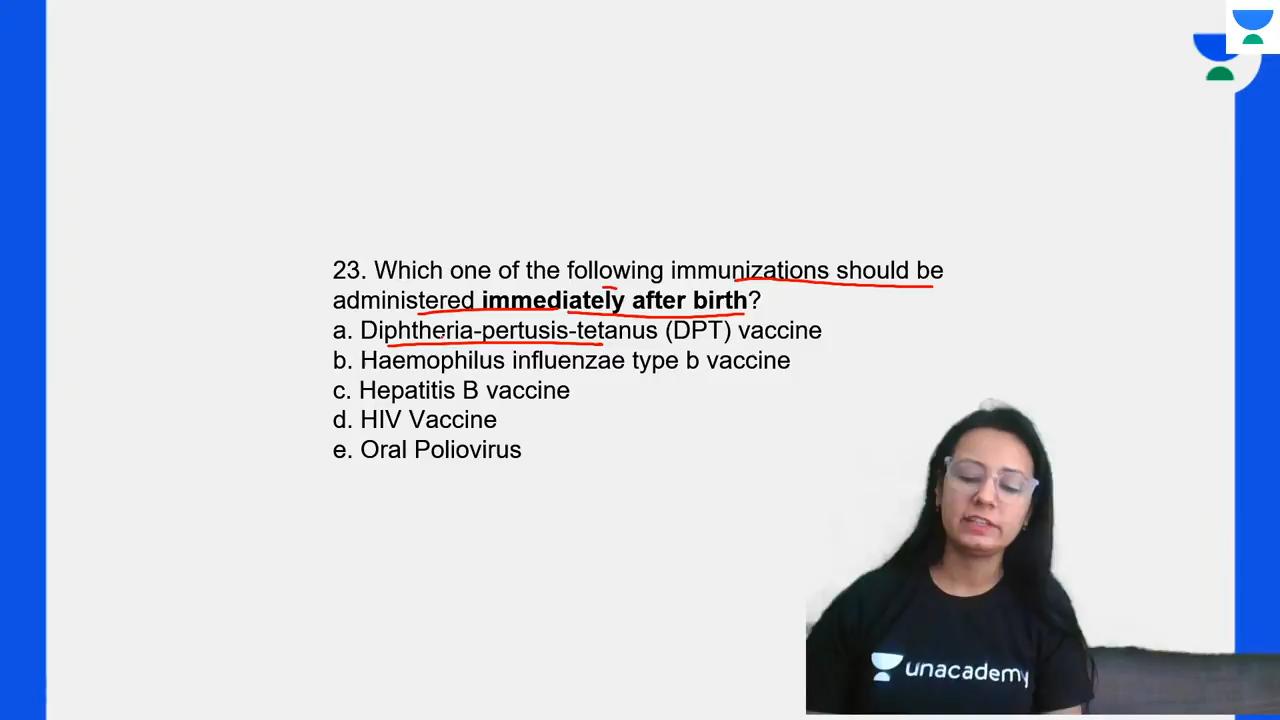 23. Which one of the following immunizations should be
administered immediately after birth?
a. Diphtheria-pertusis-tetanus (DPT) vaccine
b. Haemophilus influenzae type b vaccine
c. Hepatitis B vaccine
d. HIV Vaccine
e. Oral Poliovirus
unacademy